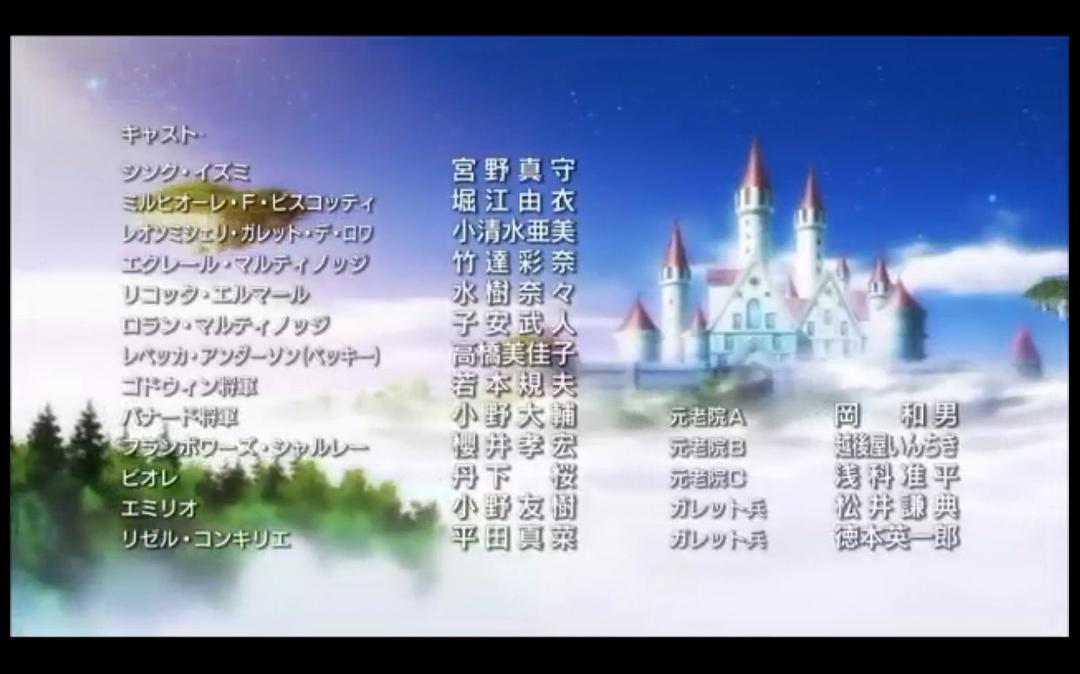 キャスト
シンク・イズミ 宮野真守
ミルヒオーレ・F・ビスコッティ 堀江由衣
レオンミシェリ・ガレット・デ・ロワ 小清水亜美
エクレール・マルティノッジ 竹達彩奈
リコッタ・エルマール 水樹奈々
ロラン・マルティノッジ 子安武人
レベッカ・アンダーソン(ベッキー) 高橋美佳子
ゴドウィン将軍 若本規夫
バナード将軍 小野大輔 元老院A 岡 和男
フランボワーズ・シャルレー 櫻井孝宏 元老院B 越後屋いんちき
ビオレ 丹下 桜 元老院C 浅科准平
エミリオ 小野友樹 ガレット兵 松井謙典
リゼル・コンキリエ 平田真菜 ガレット兵 徳本英一郎